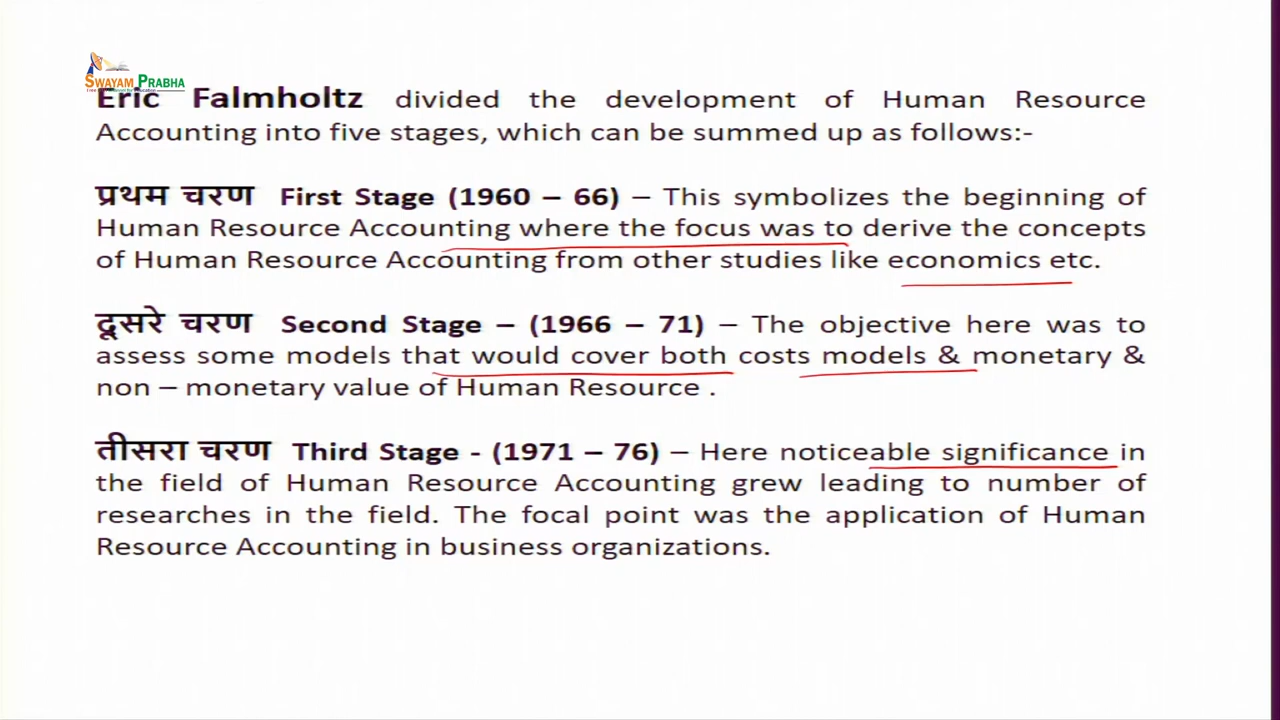 SWAYAM PRABHA
Eric Falmholtz divided the development of Human Resource
Accounting into five stages, which can be summed up as follows:-
प्रथम चरण First Stage (1960 – 66) – This symbolizes the beginning of
Human Resource Accounting where the focus was to derive the concepts
of Human Resource Accounting from other studies like economics etc.
दूसरे चरण Second Stage – (1966 – 71) – The objective here was to
assess some models that would cover both costs models & monetary &
non – monetary value of Human Resource .
तीसरा चरण Third Stage - (1971 – 76) – Here noticeable significance in
the field of Human Resource Accounting grew leading to number of
researches in the field. The focal point was the application of Human
Resource Accounting in business organizations.